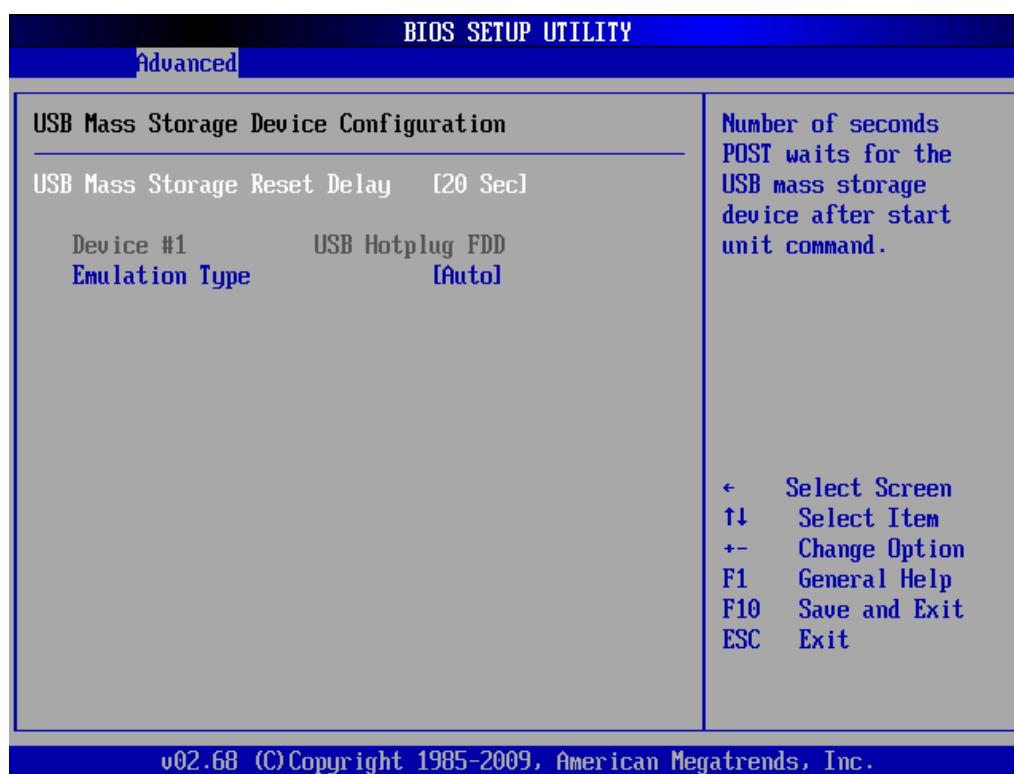 BIOS SETUP UTILITY
Advanced
USB Mass Storage Device Configuration
USB Mass Storage Reset Delay [20 Sec]
Device #1 USB Hotplug FDD
Emulation Type [Auto]
Number of seconds
POST waits for the
USB mass storage
device after start
unit command.
← Select Screen
↑↓ Select Item
+- Change Option
F1 General Help
F10 Save and Exit
ESC Exit
v02.68 (C)Copyright 1985-2009, American Megatrends, Inc.